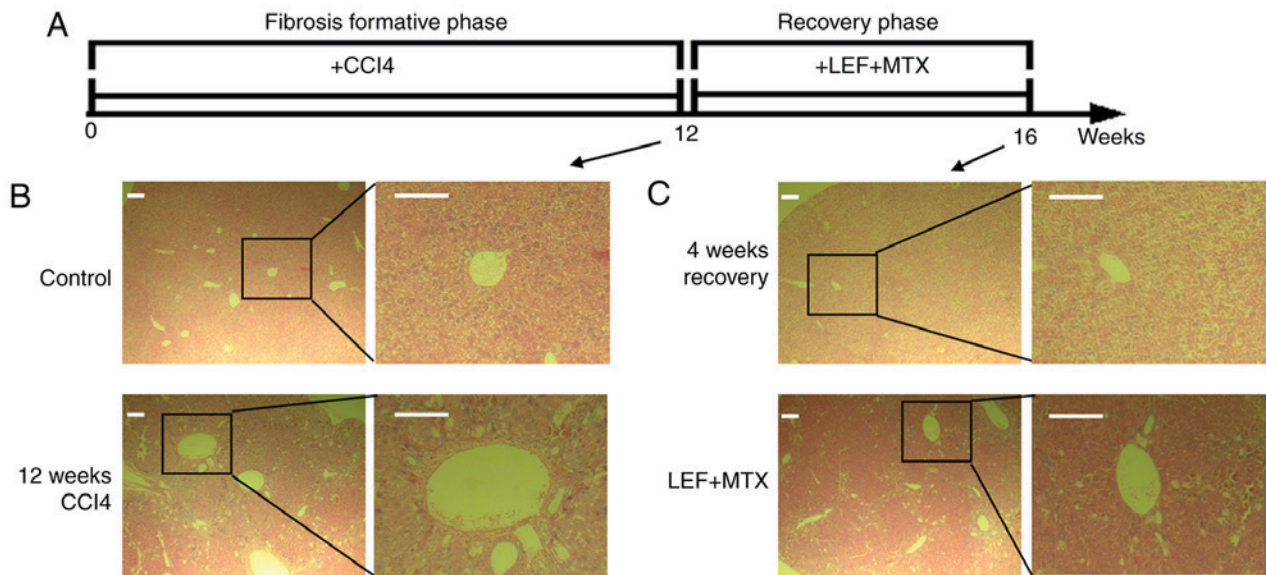 A
Fibrosis formative phase
Recovery phase
+CCl4
+LEF+MTX
0
12
16
Weeks
B
Control
12 weeks
CCl4
C
4 weeks
recovery
LEF+MTX